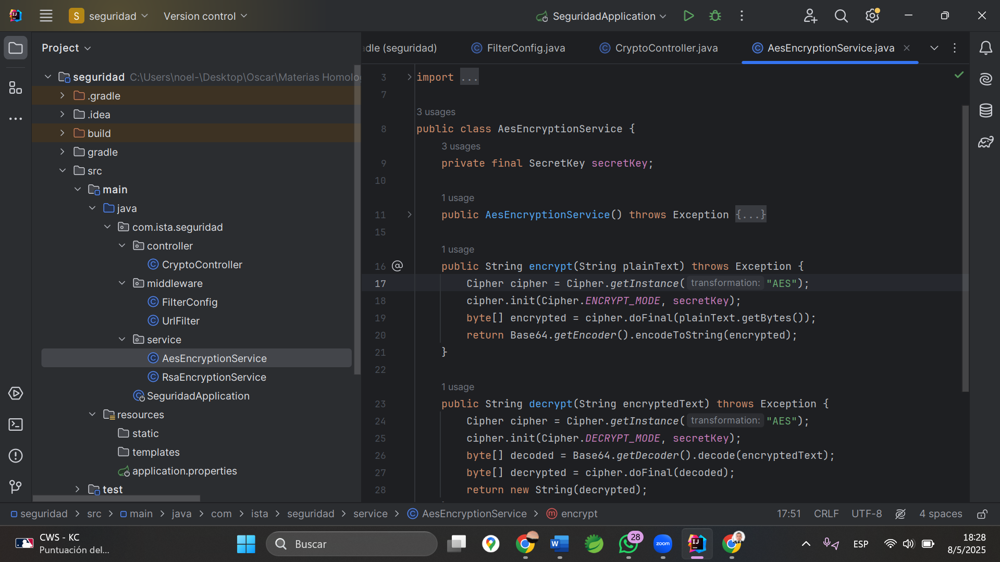 S seguridad Version control SeguridadApplication
Project
dle (seguridad) FilterConfig.java CryptoController.java AesEncryptionService.java
seguridad C:\Users\noel-\Desktop\Oscar\Materias Homolo
.gradle
.idea
build
gradle
src
main
java
com.ista.seguridad
controller
CryptoController
middleware
FilterConfig
UrlFilter
service
AesEncryptionService
RsaEncryptionService
SeguridadApplication
resources
static
templates
application.properties
test
3 import ...
7
3 usages
8 public class AesEncryptionService {
3 usages
9 private final SecretKey secretKey;
10
1 usage
11 public AesEncryptionService() throws Exception {...}
15
1 usage
16 @ public String encrypt(String plainText) throws Exception {
17 Cipher cipher = Cipher.getInstance( transformation: "AES");
18 cipher.init(Cipher.ENCRYPT_MODE, secretKey);
19 byte[] encrypted = cipher.doFinal(plainText.getBytes());
20 return Base64.getEncoder().encodeToString(encrypted);
21 }
22
1 usage
23 public String decrypt(String encryptedText) throws Exception {
24 Cipher cipher = Cipher.getInstance( transformation: "AES");
25 cipher.init(Cipher.DECRYPT_MODE, secretKey);
26 byte[] decoded = Base64.getDecoder().decode(encryptedText);
27 byte[] decrypted = cipher.doFinal(decoded);
28 return new String(decrypted);
seguridad > src > main > java > com > ista > seguridad > service > AesEncryptionService > encrypt
17:51 CRLF UTF-8 4 spaces
CWS - KC
Puntuación del...
Buscar
28
zoom
ESP
18:28
8/5/2025